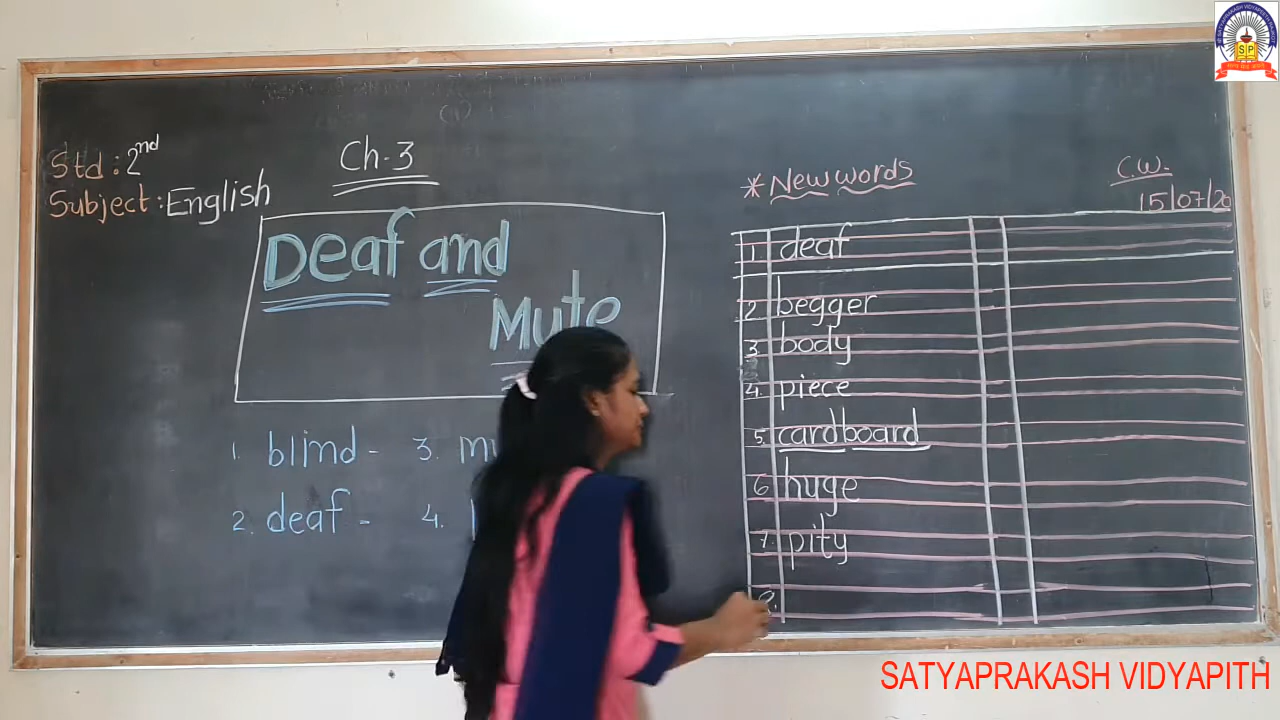 Std : 2nd
Subject : English
Ch-3
Deaf and
Mute
1. blind -
2. deaf -
3.
4.
* New words
C.W.
15/07/20
1. deaf
2 begger
3. body
4. piece
5. cardboard
6 huge
7. pity
8.
SP
SATYAPRAKASH VIDYAPITH